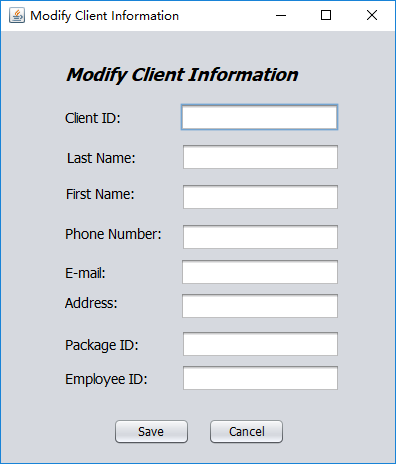 Modify Client Information
Modify Client Information
Client ID:
Last Name:
First Name:
Phone Number:
E-mail:
Address:
Package ID:
Employee ID:
Save Cancel